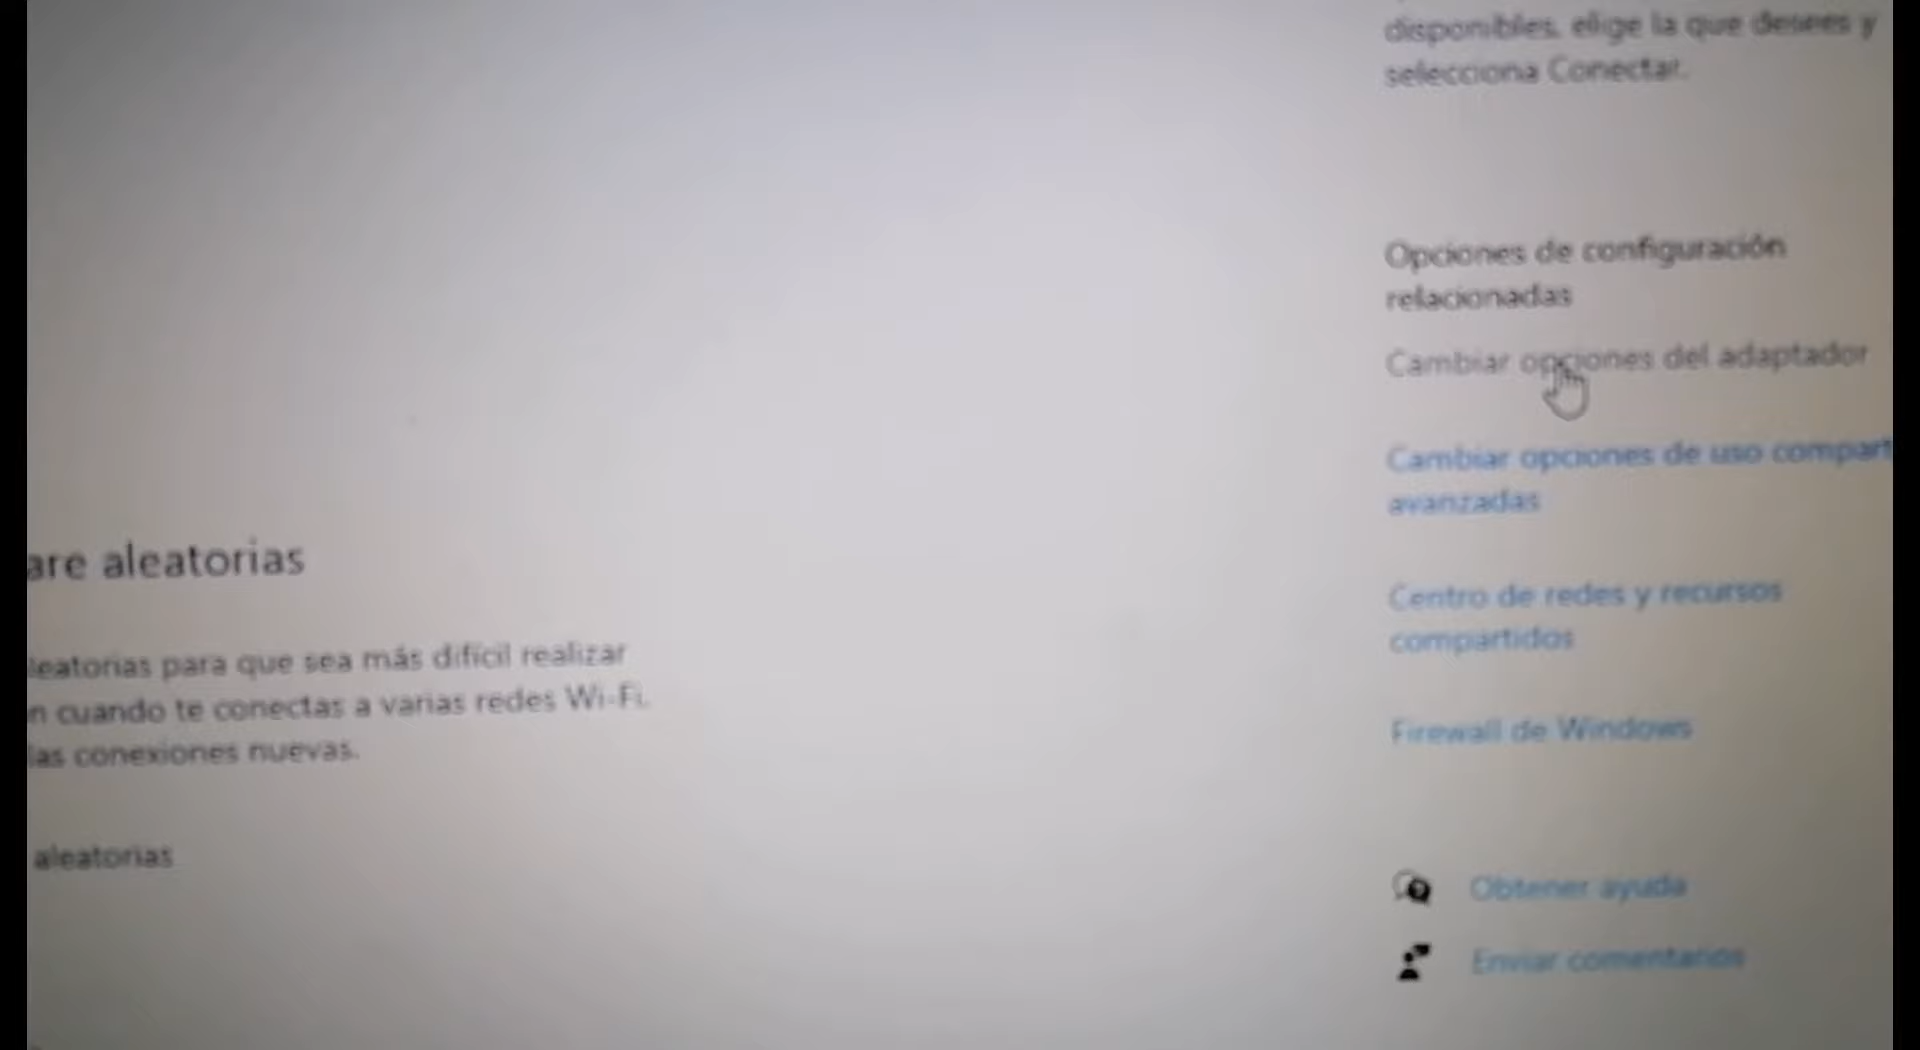 disponibles, elige la que desees y
selecciona Conectar.
Opciones de configuración
relacionadas
Cambiar opciones del adaptador
Cambiar opciones de uso compart
avanzadas
are aleatorias
Centro de redes y recursos
compartidos
leatorias para que sea más difícil realizar
n cuando te conectas a varias redes Wi-Fi.
las conexiones nuevas.
Firewall de Windows
aleatorias
Obtener ayuda
Enviar comentarios